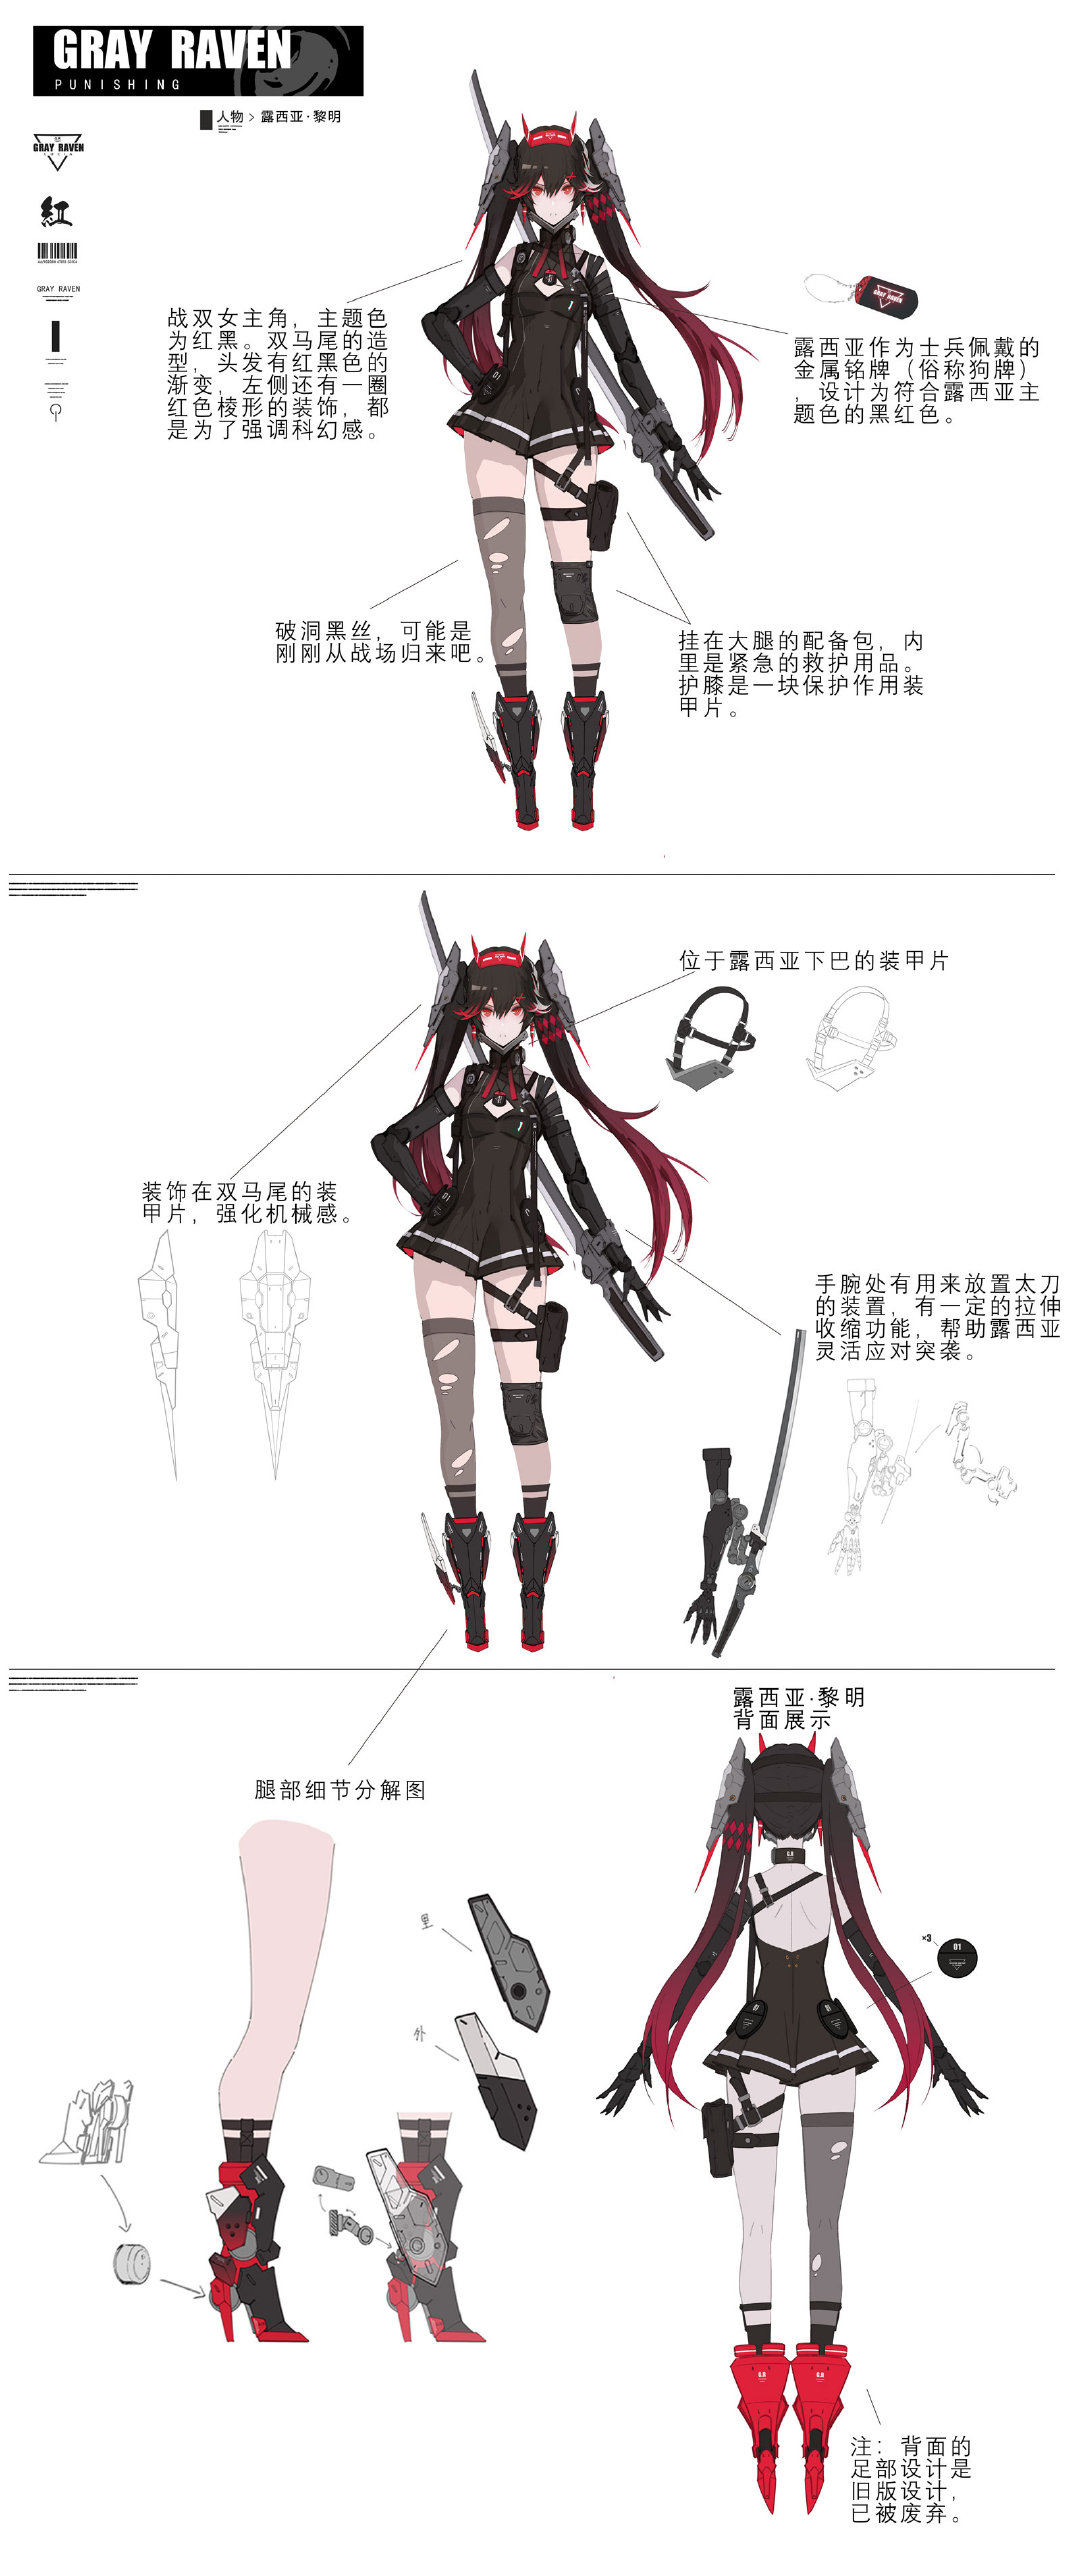 GRAY RAVEN
PUNISHING
人物 > 露西亚·黎明
GRAY RAVEN
紅
GRAY RAVEN
GRAY RAVEN
战双女主角，主题色
为红黑。双马尾的造
型，头发有红黑色的
渐变，左侧还有一圈
红色棱形的装饰，都
是为了强调科幻感。
露西亚作为士兵佩戴的
金属铭牌（俗称狗牌）
，设计为符合露西亚主
题色的黑红色。
01
破洞黑丝，可能是
刚刚从战场归来吧。
挂在大腿的配备包，内
里是紧急的救护用品。
护膝是一块保护作用装
甲片。
位于露西亚下巴的装甲片
装饰在双马尾的装
甲片，强化机械感。
01
手腕处有用来放置太刀
的装置，有一定的拉伸
收缩功能，帮助露西亚
灵活应对突袭。
露西亚·黎明
背面展示
腿部细节分解图
G.R
里
×3
01
外
G.R
G.R
注：背面的
足部设计是
旧版设计，
已被废弃。